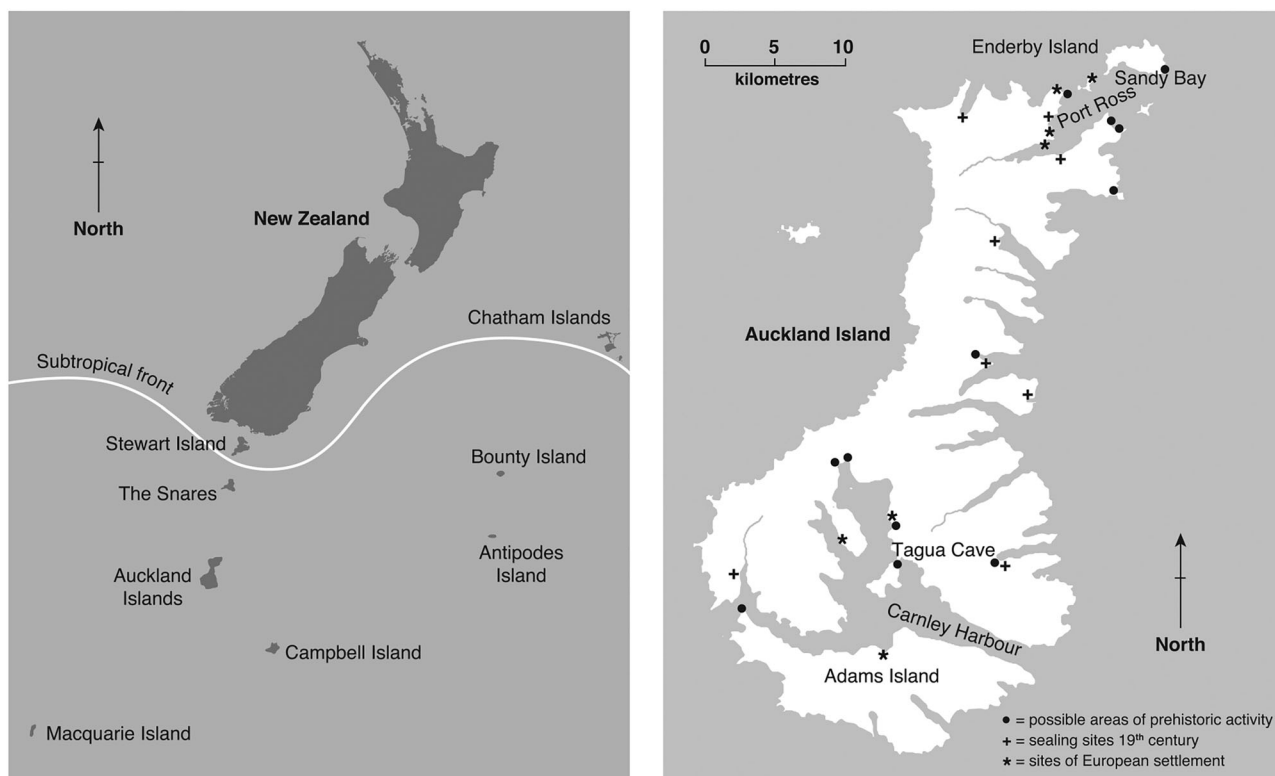 North
New Zealand
Chatham Islands
Subtropical front
Stewart Island
Bounty Island
The Snares
Antipodes
Island
Auckland
Islands
Campbell Island
Macquarie Island
0 5 10
kilometres
Enderby Island
Sandy Bay
Port Ross
Auckland Island
Tagua Cave
Carnley Harbour
North
Adams Island
● = possible areas of prehistoric activity
+ = sealing sites 19th century
* = sites of European settlement